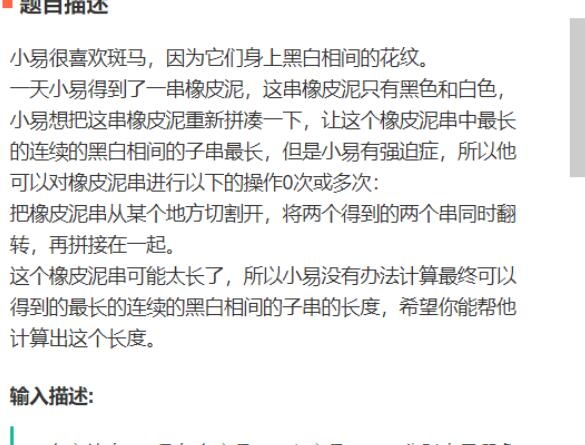 题目描述
小易很喜欢斑马，因为它们身上黑白相间的花纹。
一天小易得到了一串橡皮泥，这串橡皮泥只有黑色和白色，
小易想把这串橡皮泥重新拼凑一下，让这个橡皮泥串中最长
的连续的黑白相间的子串最长，但是小易有强迫症，所以他
可以对橡皮泥串进行以下的操作0次或多次：
把橡皮泥串从某个地方切割开，将两个得到的两个串同时翻
转，再拼接在一起。
这个橡皮泥串可能太长了，所以小易没有办法计算最终可以
得到的最长的连续的黑白相间的子串的长度，希望你能帮他
计算出这个长度。
输入描述: